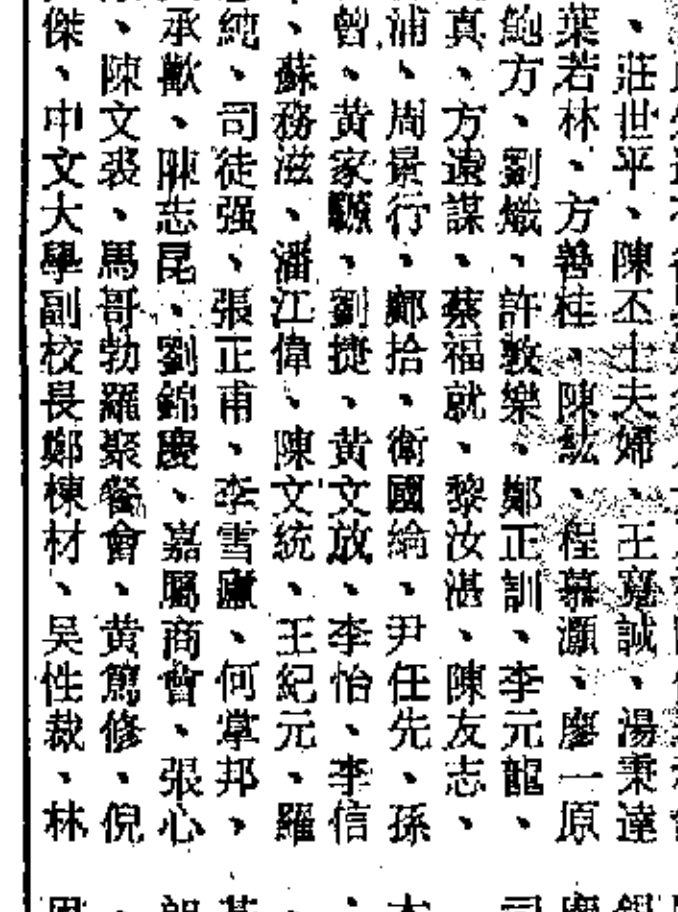 、莊世平、陳丕士夫婦、王寬誠、湯秉達
葉若林、方善桂、陳紘、程慕灝、廖一原
鮑方、劉熾、許敦樂、鄭正訓、李元龍、
真、方遠謀、蔡福就、黎汝湛、陳友志、
浦、周景行、鄺拾、衛國綸、尹任先、孫
曾、黃家驥、劉捷、黃文放、李怡、李信
、蘇務滋、潘江偉、陳文統、王紀元、羅
純、司徒强、張正甫、李雪廬、何掌邦、
承歡、陳志昆、劉錦慶、嘉屬商會、張心
、陳文裘、馬哥勃羅聚餐會、黃篤修、倪
傑、中文大學副校長鄭棟材、吳性裁、林